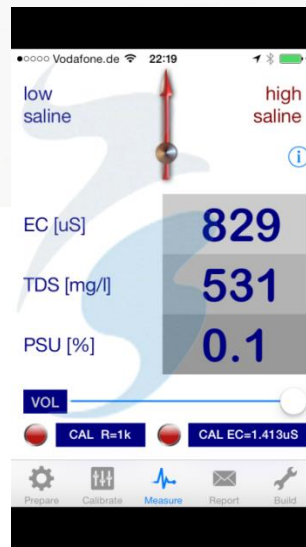 ●○○○○ Vodafone.de 22:19
low saline high saline
i
EC [uS] 829
TDS [mg/l] 531
PSU [%] 0.1
VOL
CAL R=1k CAL EC=1.413uS
Prepare Calibrate Measure Report Build